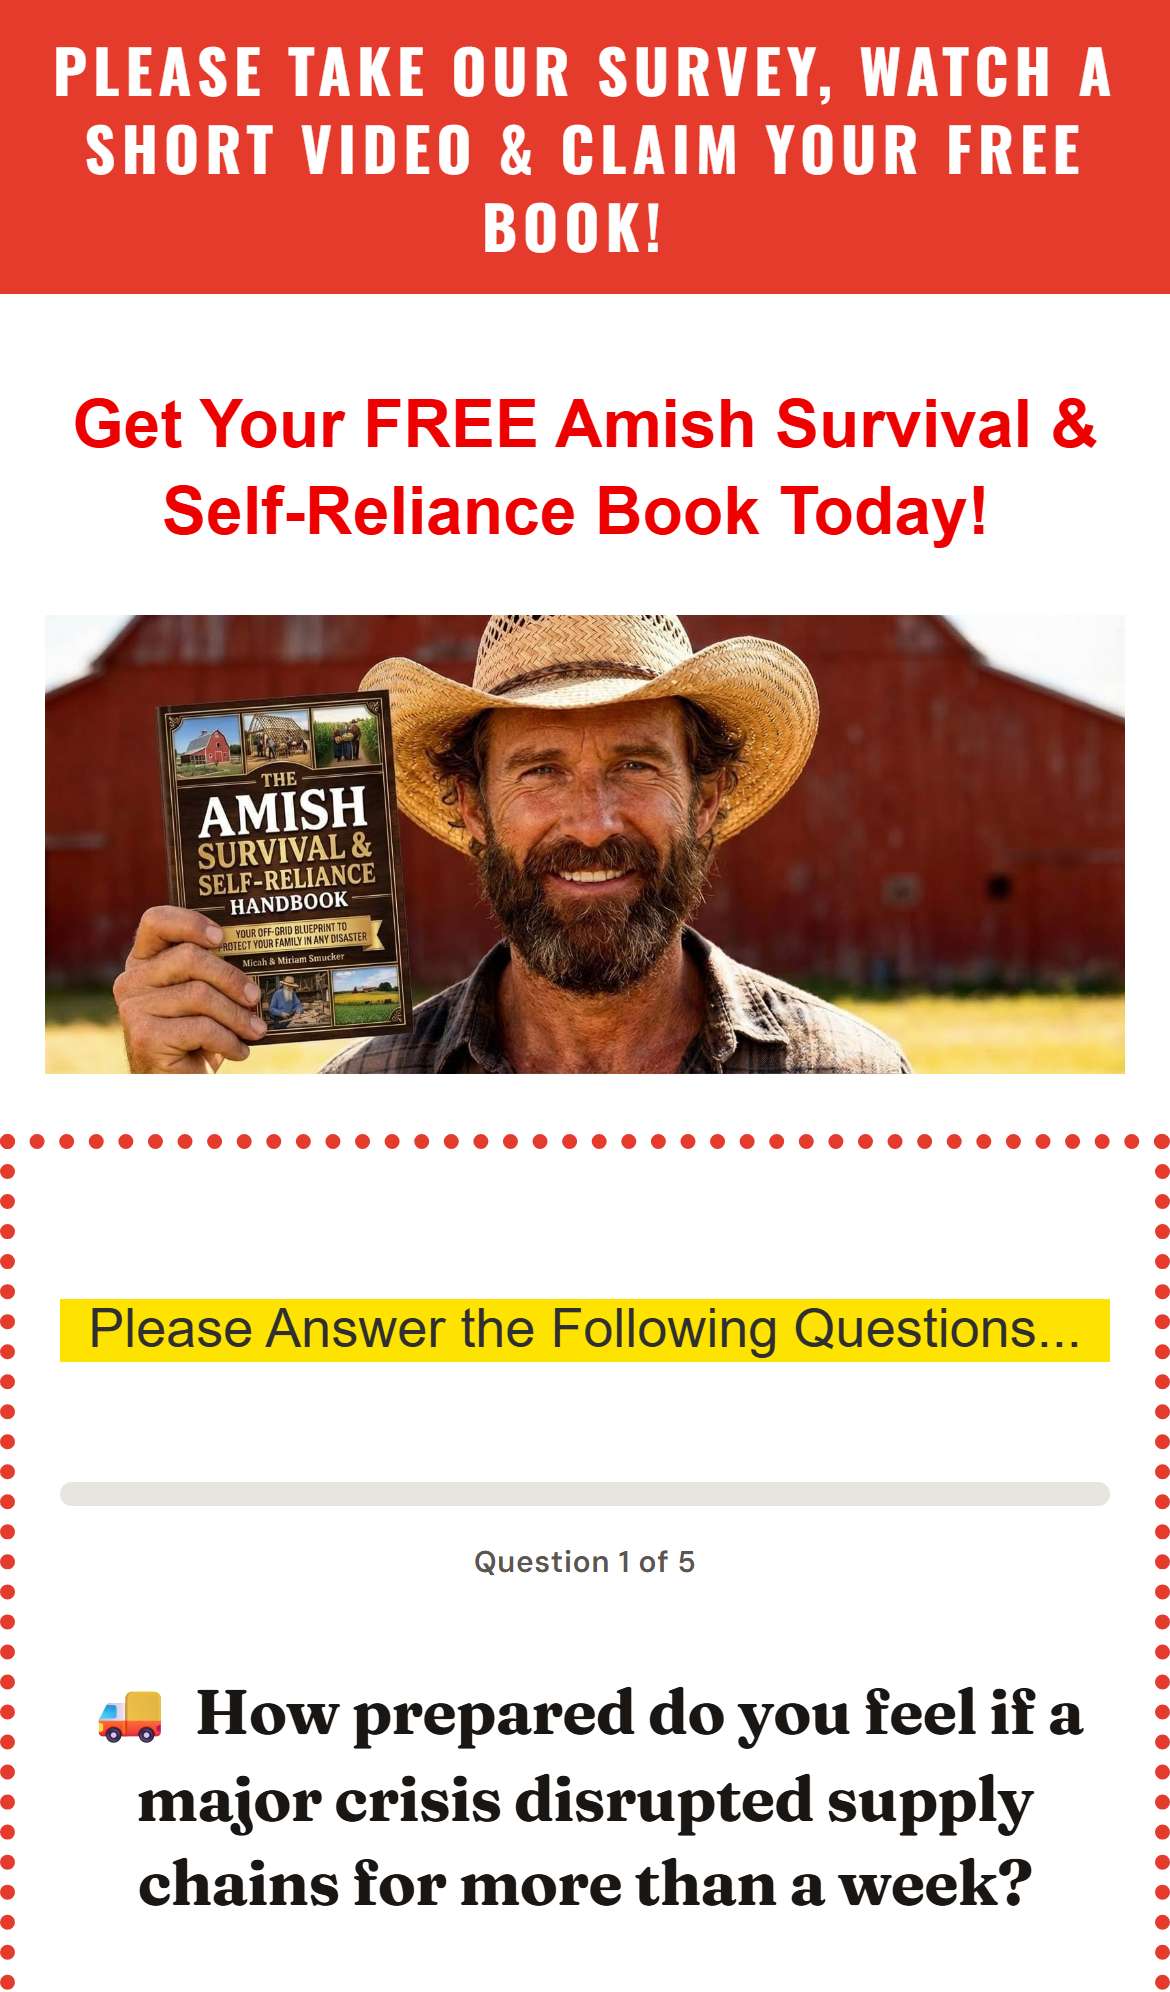 PLEASE TAKE OUR SURVEY, WATCH A
SHORT VIDEO & CLAIM YOUR FREE
BOOK!
Get Your FREE Amish Survival &
Self-Reliance Book Today!
THE
AMISH
SURVIVAL &
SELF-RELIANCE
HANDBOOK
YOUR OFF-GRID BLUEPRINT TO
PROTECT YOUR FAMILY IN ANY DISASTER
Micah & Miriam Smucker
Please Answer the Following Questions...
Question 1 of 5
How prepared do you feel if a
major crisis disrupted supply
chains for more than a week?